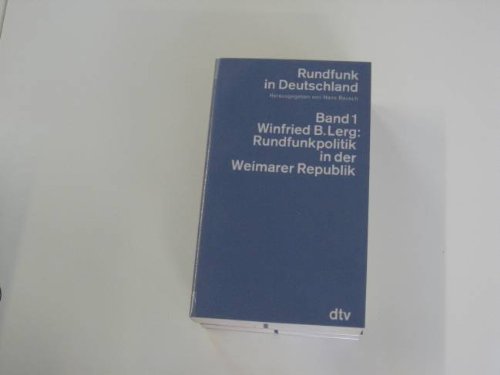 Rundfunk
in Deutschland
Herausgegeben von Hans Bausch
Band 1
Winfried B. Lerg:
Rundfunkpolitik
in der
Weimarer Republik
dtv